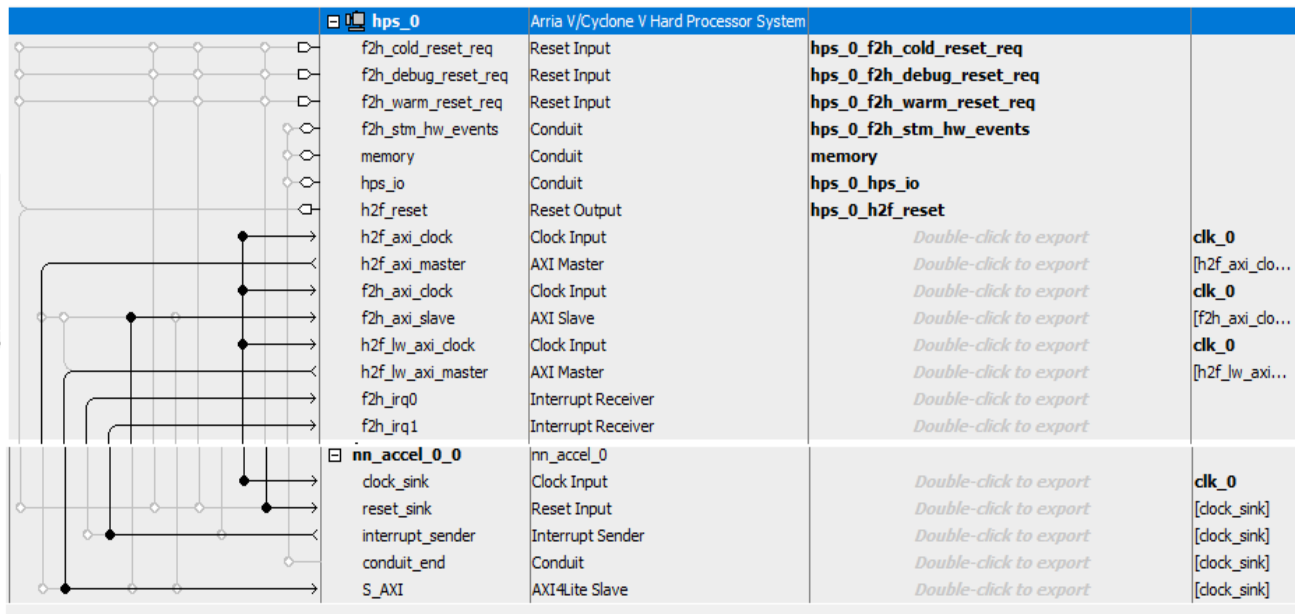 hps_0 Arria V/Cyclone V Hard Processor System
f2h_cold_reset_req Reset Input hps_0_f2h_cold_reset_req
f2h_debug_reset_req Reset Input hps_0_f2h_debug_reset_req
f2h_warm_reset_req Reset Input hps_0_f2h_warm_reset_req
f2h_stm_hw_events Conduit hps_0_f2h_stm_hw_events
memory Conduit memory
hps_io Conduit hps_0_hps_io
h2f_reset Reset Output hps_0_h2f_reset
h2f_axi_clock Clock Input Double-click to export clk_0
h2f_axi_master AXI Master Double-click to export [h2f_axi_clo...
f2h_axi_clock Clock Input Double-click to export clk_0
f2h_axi_slave AXI Slave Double-click to export [f2h_axi_clo...
h2f_lw_axi_clock Clock Input Double-click to export clk_0
h2f_lw_axi_master AXI Master Double-click to export [h2f_lw_axi...
f2h_irq0 Interrupt Receiver Double-click to export
f2h_irq1 Interrupt Receiver Double-click to export
nn_accel_0_0 nn_accel_0
clock_sink Clock Input Double-click to export clk_0
reset_sink Reset Input Double-click to export [clock_sink]
interrupt_sender Interrupt Sender Double-click to export [clock_sink]
conduit_end Conduit Double-click to export [clock_sink]
S_AXI AXI4Lite Slave Double-click to export [clock_sink]